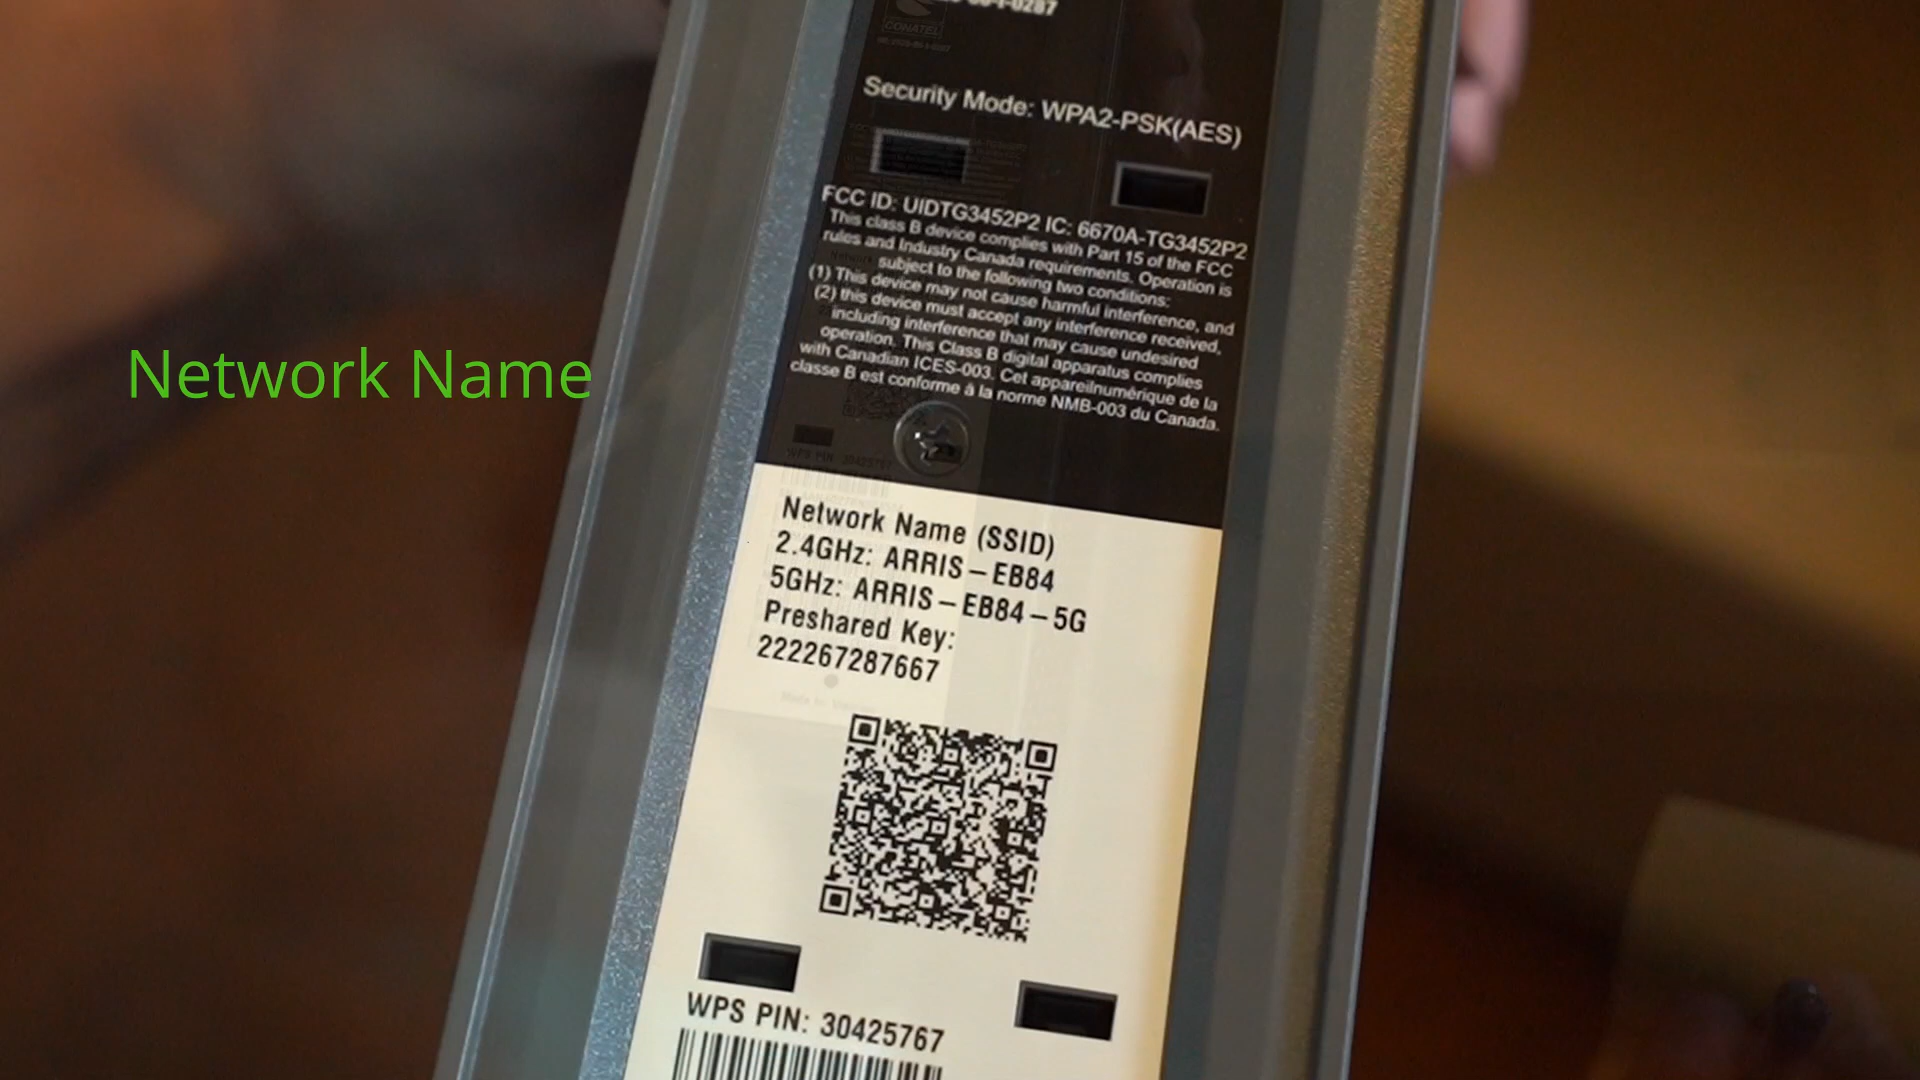 CONATEL
Security Mode: WPA2-PSK(AES)
FCC ID: UIDTG3452P2 IC: 6670A-TG3452P2
This class B device complies with Part 15 of the FCC
rules and Industry Canada requirements. Operation is
subject to the following two conditions:
(1) This device may not cause harmful interference, and
(2) this device must accept any interference received,
including interference that may cause undesired
operation. This Class B digital apparatus complies
with Canadian ICES-003. Cet appareilnumérique de la
classe B est conforme à la norme NMB-003 du Canada.
Network Name
Network Name (SSID)
2.4GHz: ARRIS–EB84
5GHz: ARRIS–EB84–5G
Preshared Key:
222267287667
WPS PIN: 30425767